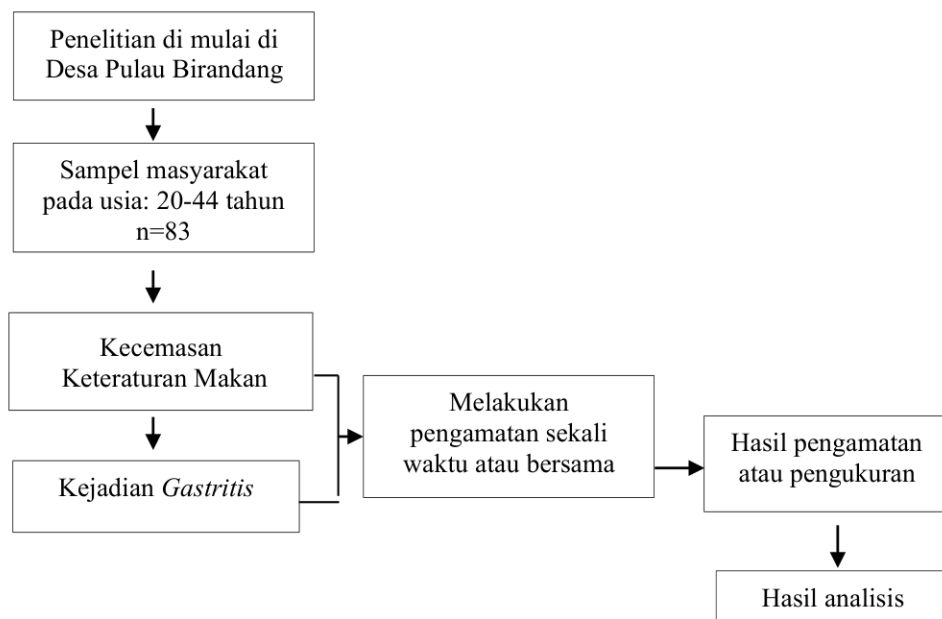 Penelitian di mulai di
Desa Pulau Birandang
Sampel masyarakat
pada usia: 20-44 tahun
n=83
Kecemasan
Keteraturan Makan
Kejadian Gastritis
Melakukan
pengamatan sekali
waktu atau bersama
Hasil pengamatan
atau pengukuran
Hasil analisis